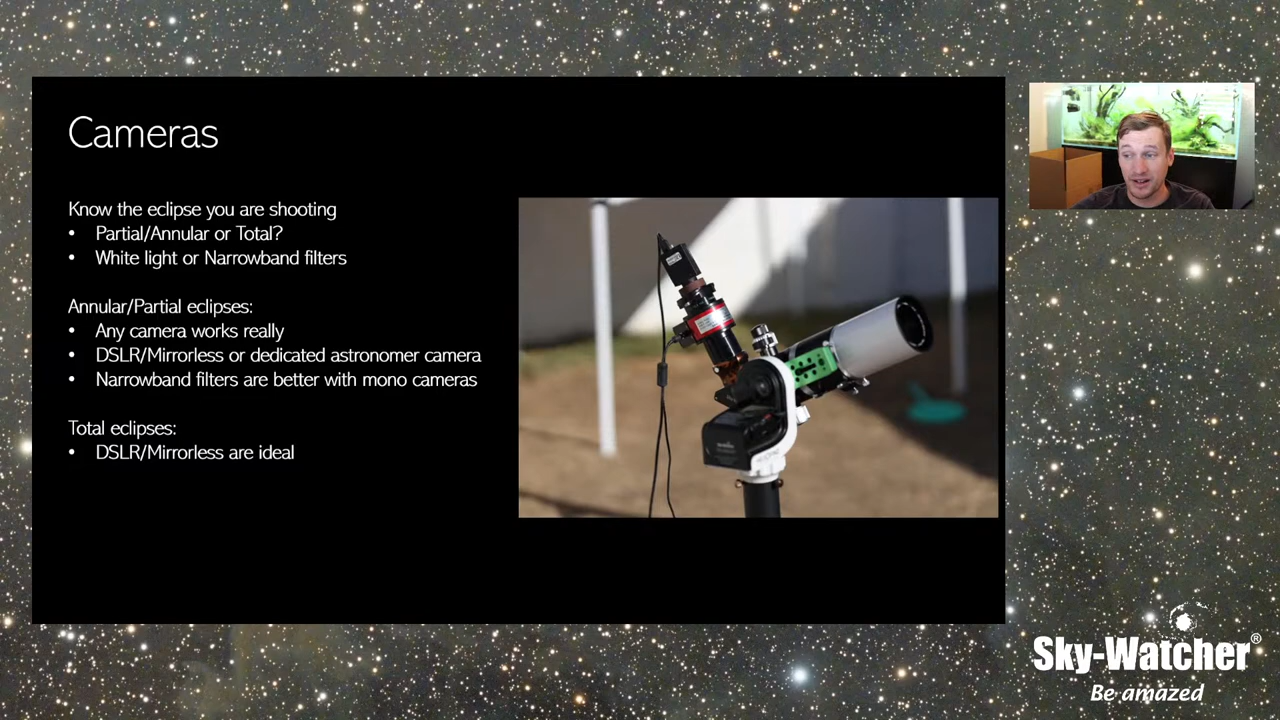 Cameras
Know the eclipse you are shooting
• Partial/Annular or Total?
• White light or Narrowband filters
Annular/Partial eclipses:
• Any camera works really
• DSLR/Mirrorless or dedicated astronomer camera
• Narrowband filters are better with mono cameras
Total eclipses:
• DSLR/Mirrorless are ideal
Sky-Watcher®
Be amazed